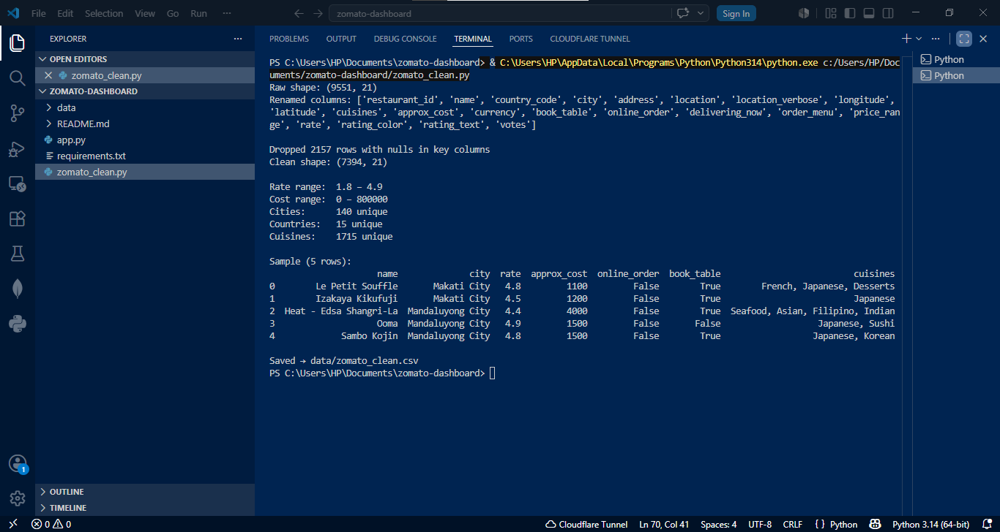 File Edit Selection View Go Run ··· zomato-dashboard Sign In
EXPLORER ···
OPEN EDITORS
zomato_clean.py
ZOMATO-DASHBOARD
data
README.md
app.py
requirements.txt
zomato_clean.py
OUTLINE
TIMELINE
1
PROBLEMS OUTPUT DEBUG CONSOLE TERMINAL PORTS CLOUDFLARE TUNNEL
PS C:\Users\HP\Documents\zomato-dashboard> & C:\Users\HP\AppData\Local\Programs\Python\Python314\python.exe c:/Users/HP/Doc
uments/zomato-dashboard/zomato_clean.py
Raw shape: (9551, 21)
Renamed columns: ['restaurant_id', 'name', 'country_code', 'city', 'address', 'location', 'location_verbose', 'longitude',
'latitude', 'cuisines', 'approx_cost', 'currency', 'book_table', 'online_order', 'delivering_now', 'order_menu', 'price_ran
ge', 'rate', 'rating_color', 'rating_text', 'votes']
Dropped 2157 rows with nulls in key columns
Clean shape: (7394, 21)
Rate range: 1.8 – 4.9
Cost range: 0 – 800000
Cities: 140 unique
Countries: 15 unique
Cuisines: 1715 unique
Sample (5 rows):
name city rate approx_cost online_order book_table cuisines
0 Le Petit Souffle Makati City 4.8 1100 False True French, Japanese, Desserts
1 Izakaya Kikufuji Makati City 4.5 1200 False True Japanese
2 Heat - Edsa Shangri-La Mandaluyong City 4.4 4000 False True Seafood, Asian, Filipino, Indian
3 Ooma Mandaluyong City 4.9 1500 False False Japanese, Sushi
4 Sambo Kojin Mandaluyong City 4.8 1500 False True Japanese, Korean
Saved → data/zomato_clean.csv
PS C:\Users\HP\Documents\zomato-dashboard>
Python
Python
0 0 Cloudflare Tunnel Ln 70, Col 41 Spaces: 4 UTF-8 CRLF { } Python Python 3.14 (64-bit)